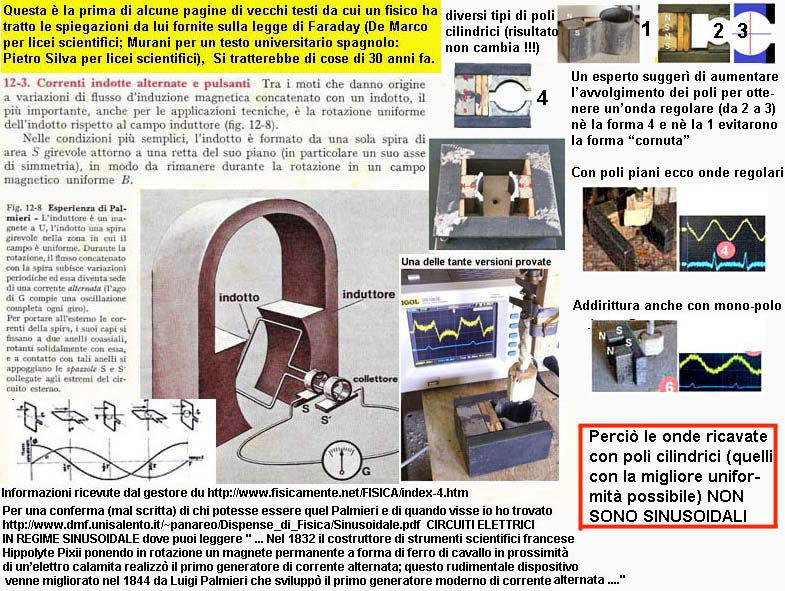 Questa è la prima di alcune pagine di vecchi testi da cui un fisico ha
tratto le spiegazioni da lui fornite sulla legge di Faraday (De Marco
per licei scientifici; Murani per un testo universitario spagnolo:
Pietro Silva per licei scientifici), Si tratterebbe di cose di 30 anni fa.
12-3. Correnti indotte alternate e pulsanti Tra i moti che danno origine
a variazioni di flusso d'induzione magnetica concatenato con un indotto, il
più importante, anche per le applicazioni tecniche, è la rotazione uniforme
dell'indotto rispetto al campo induttore (fig. 12-8).
Nelle condizioni più semplici, l'indotto è formato da una sola spira di
area S girevole attorno a una retta del suo piano (in particolare un suo asse
di simmetria), in modo da rimanere durante la rotazione in un campo
magnetico uniforme B.
Fig. 12-8 Esperienza di Pal-
mieri - L'induttore è un ma-
gnete a U, l'indotto una spira
girevole nella zona in cui il
campo è uniforme. Durante la
rotazione, il flusso concatenato
con la spira subisce variazioni
periodiche ed essa diventa sede
di una corrente alternata (l'ago
di G compie una oscillazione
completa ogni giro).
Per portare all'esterno le cor-
renti della spira, i suoi capi si
fissano a due anelli coassiali,
rotanti solidalmente con essa,
e a contatto con tali anelli si
appoggiano le spazzole S e S'
collegate agli estremi del cir-
cuito esterno.
indotto
induttore
collettore
S
S'
G
Informazioni ricevute dal gestore du http://www.fisicamente.net/FISICA/index-4.htm
Per una conferma (mal scritta) di chi potesse essere quel Palmieri e di quando visse io ho trovato
http://www.dmf.unisalento.it/~panareo/Dispense_di_Fisica/Sinusoidale.pdf CIRCUITI ELETTRICI
IN REGIME SINUSOIDALE dove puoi leggere " ... Nel 1832 il costruttore di strumenti scientifici francese
Hippolyte Pixii ponendo in rotazione un magnete permanente a forma di ferro di cavallo in prossimità
di un'elettro calamita realizzò il primo generatore di corrente alternata; questo rudimentale dispositivo
venne migliorato nel 1844 da Luigi Palmieri che sviluppò il primo generatore moderno di corrente alternata ...."
diversi tipi di poli
cilindrici (risultato
non cambia !!!)
N
S
1
2
3
4
Un esperto suggerì di aumentare
l'avvolgimento dei poli per otte-
nere un'onda regolare (da 2 a 3)
nè la forma 4 e nè la 1 evitarono
la forma "cornuta"
Con poli piani ecco onde regolari
4
Una delle tante versioni provate
RIGOL
Addirittura anche con mono-polo
N
S
S
N
6
Perciò le onde ricavate
con poli cilindrici (quelli
con la migliore unifor-
mità possibile) NON
SONO SINUSOIDALI